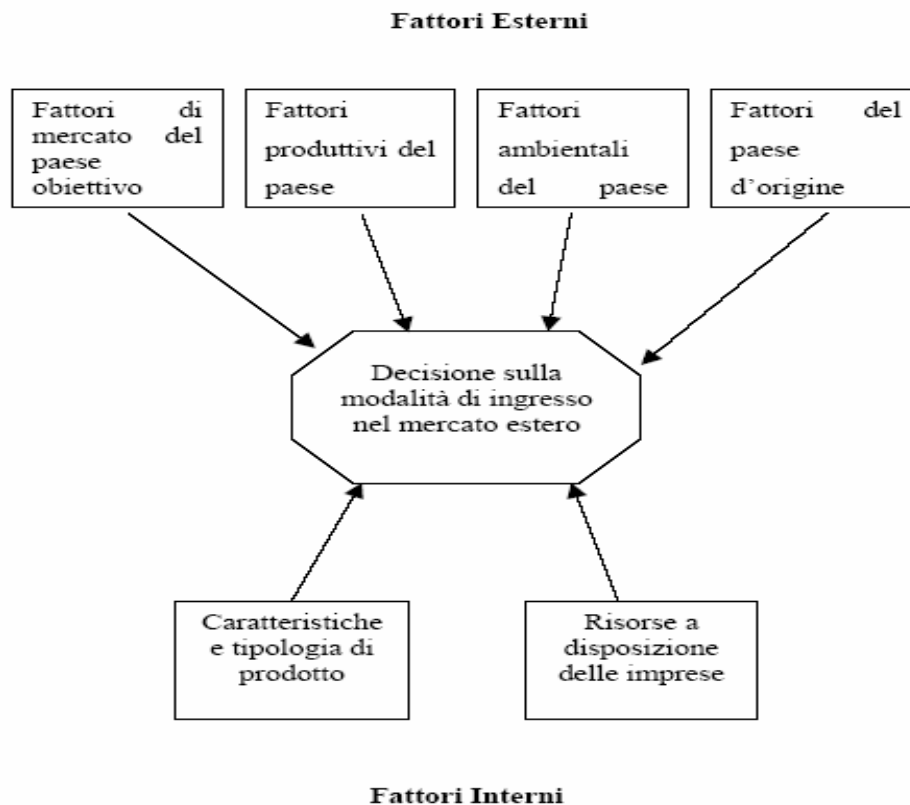 Fattori Esterni
Fattori di
mercato del
paese
obiettivo
Fattori
produttivi del
paese
Fattori
ambientali
del paese
Fattori del
paese
d'origine
Decisione sulla
modalità di ingresso
nel mercato estero
Caratteristiche
e tipologia di
prodotto
Risorse a
disposizione
delle imprese
Fattori Interni